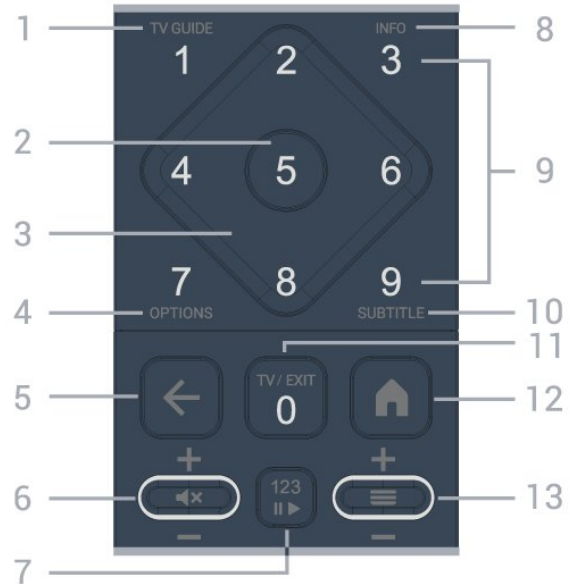 1 TV GUIDE INFO 8
1 2 3
2 9
4 5 6
3
7 8 9
4 OPTIONS SUBTITLE 10
11
TV / EXIT
5 0 12
+ +
6 123 13
− −
7